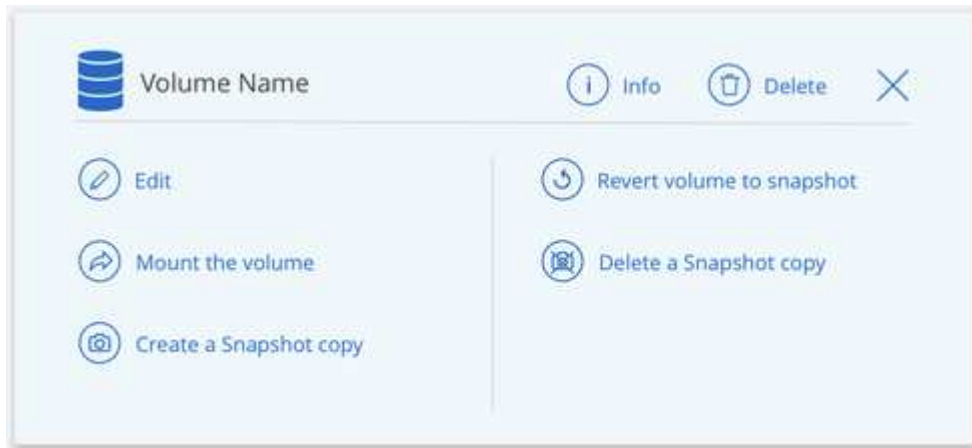 Volume Name
Info
Delete
Edit
Mount the volume
Create a Snapshot copy
Revert volume to snapshot
Delete a Snapshot copy